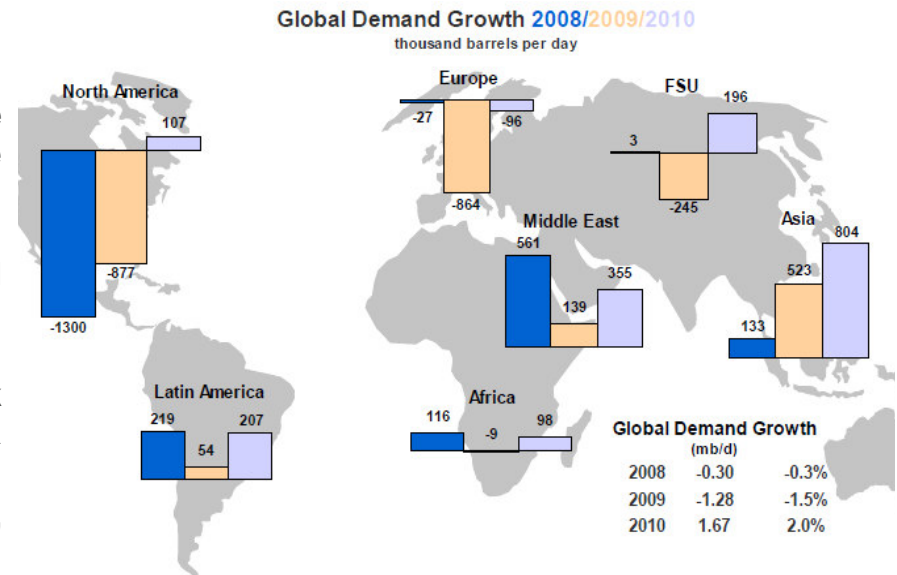 Global Demand Growth 2008/2009/2010
thousand barrels per day
North America
107
-877
-1300
Europe
-27
-96
-864
FSU
3
196
-245
Middle East
561
139
355
Asia
133
523
804
Latin America
219
54
207
Africa
116
-9
98
Global Demand Growth
(mb/d)
2008 -0.30 -0.3%
2009 -1.28 -1.5%
2010 1.67 2.0%